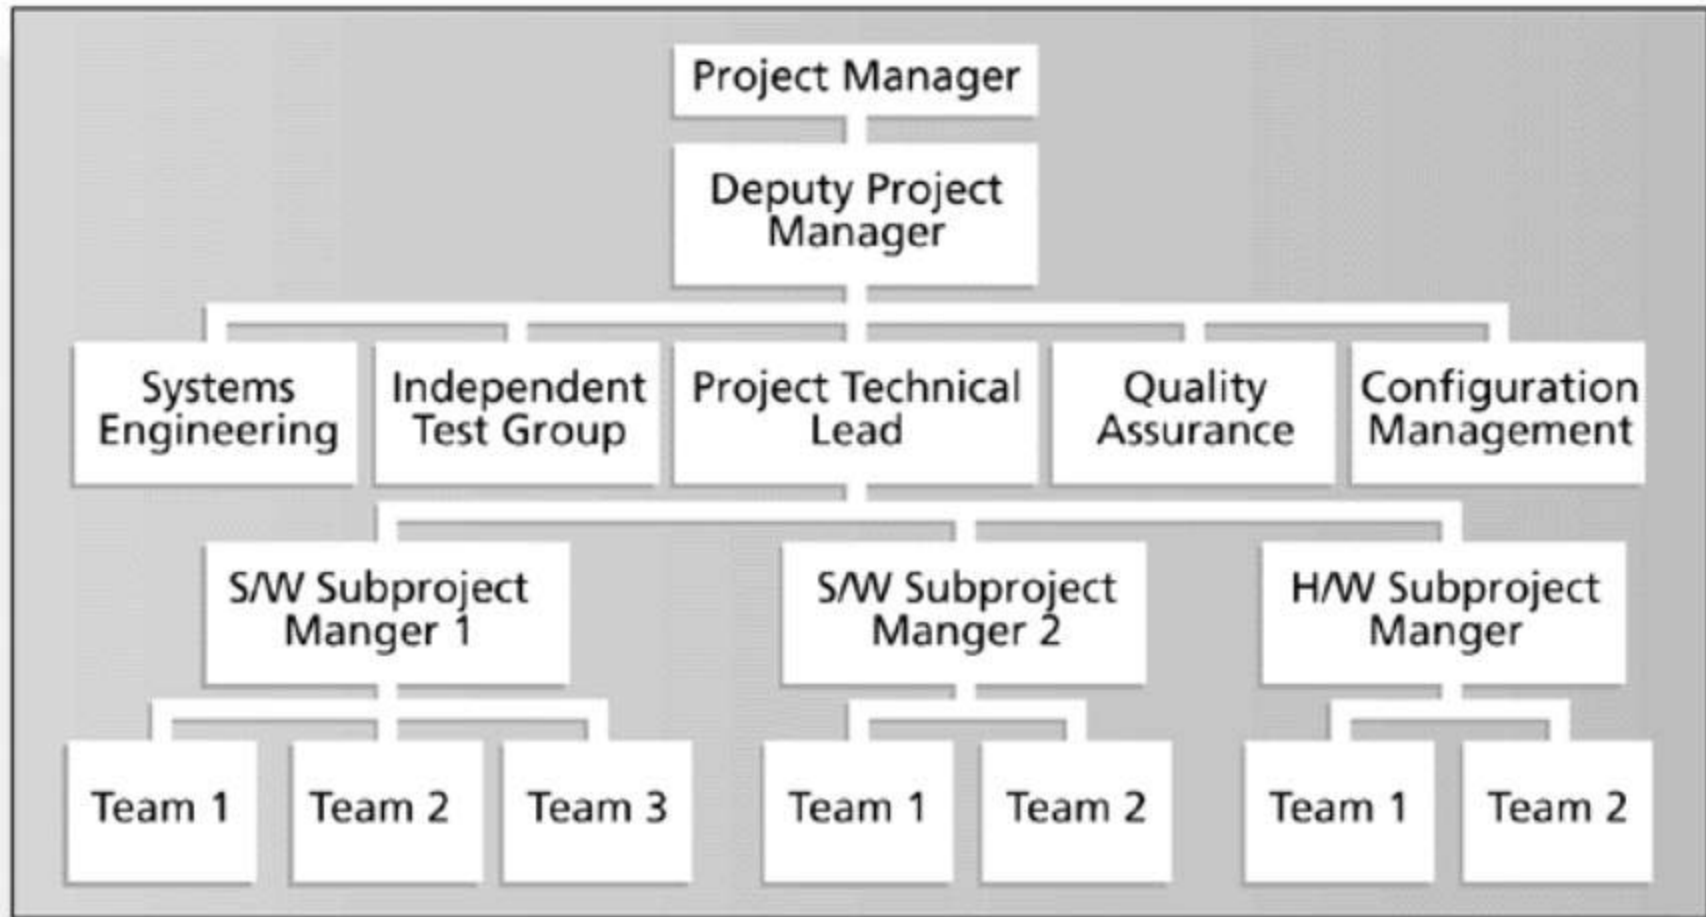 Project Manager
Deputy Project
Manager
Systems
Engineering
Independent
Test Group
Project Technical
Lead
Quality
Assurance
Configuration
Management
S/W Subproject
Manger 1
S/W Subproject
Manger 2
H/W Subproject
Manger
Team 1
Team 2
Team 3
Team 1
Team 2
Team 1
Team 2